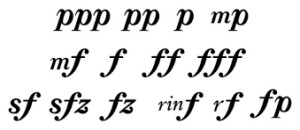 ppp pp p mp
mf f ff fff
sf sfz fz rinf rf fp